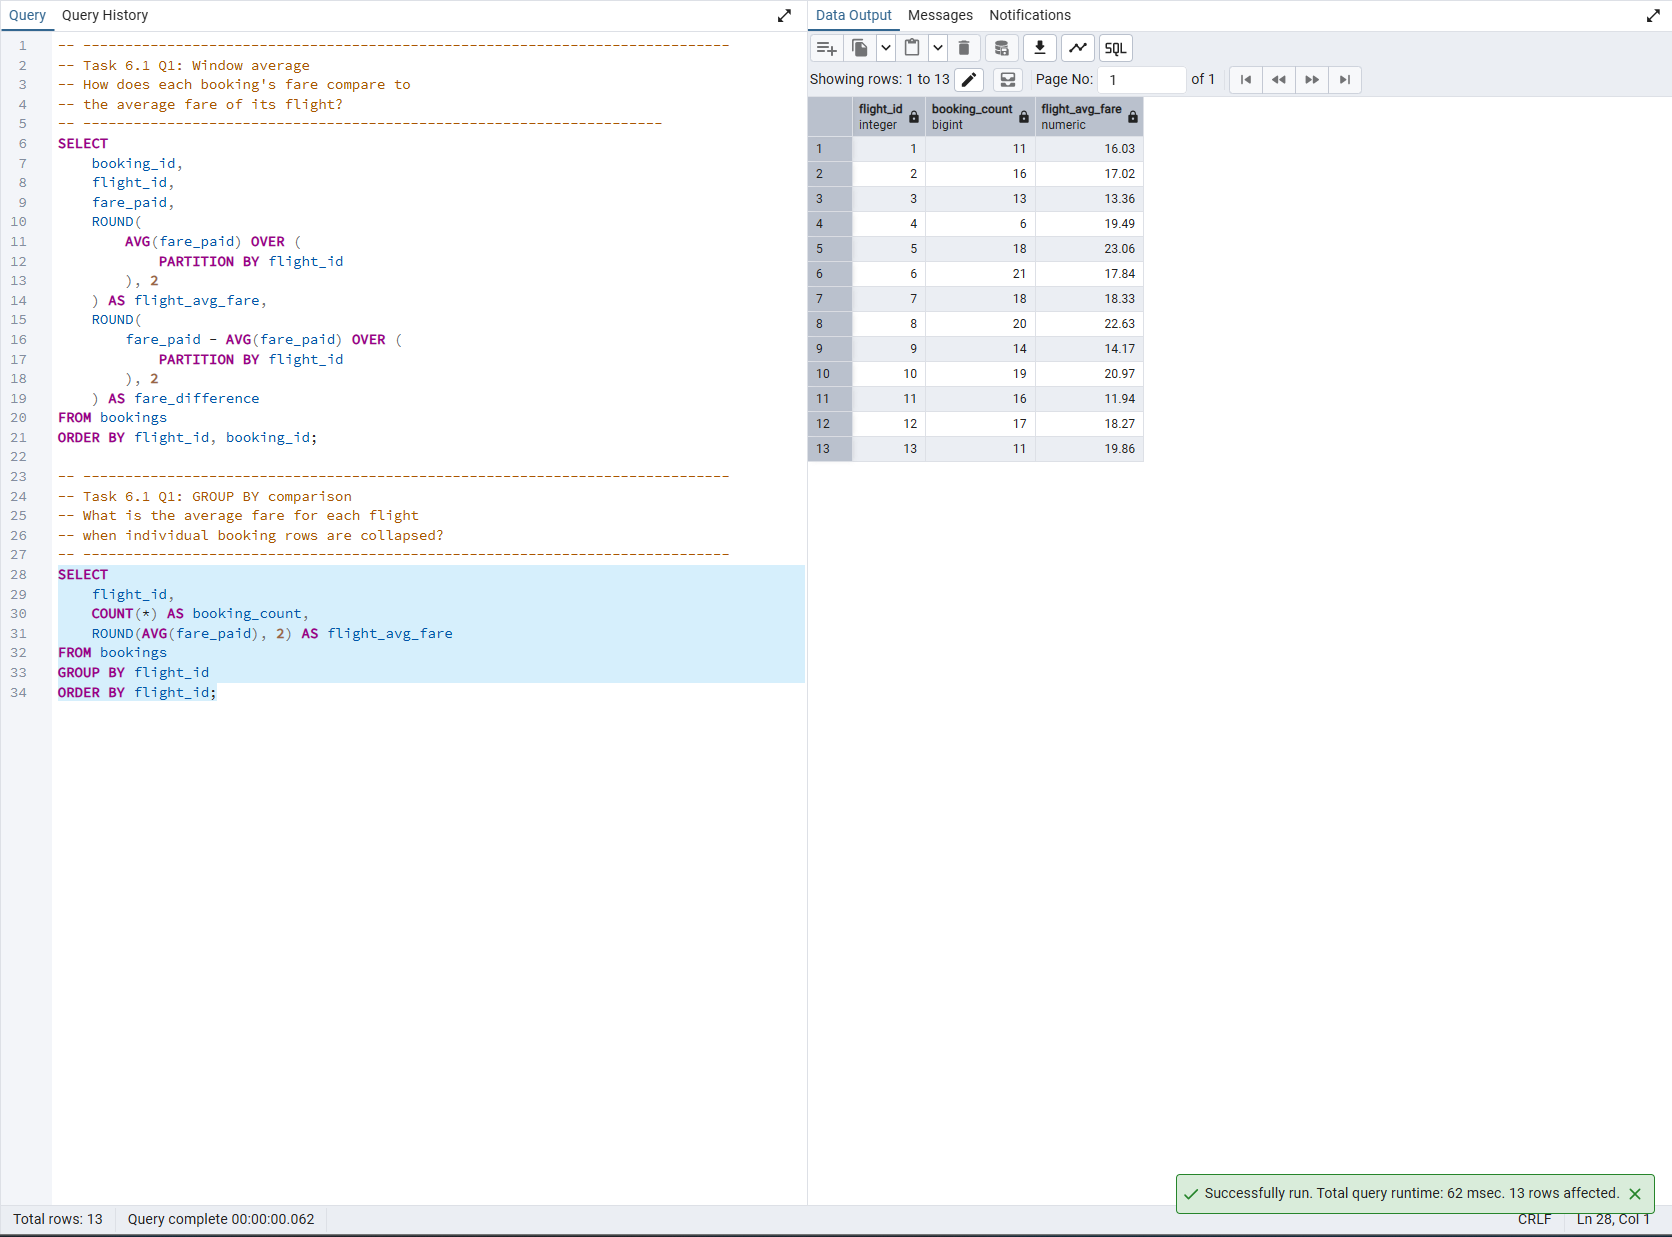 Query Query History
1 -- -----------------------------------------------------------------------------
2 -- Task 6.1 Q1: Window average
3 -- How does each booking's fare compare to
4 -- the average fare of its flight?
5 -- ---------------------------------------------------------------------
6 SELECT
7     booking_id,
8     flight_id,
9     fare_paid,
10     ROUND(
11         AVG(fare_paid) OVER (
12             PARTITION BY flight_id
13         ), 2
14     ) AS flight_avg_fare,
15     ROUND(
16         fare_paid - AVG(fare_paid) OVER (
17             PARTITION BY flight_id
18         ), 2
19     ) AS fare_difference
20 FROM bookings
21 ORDER BY flight_id, booking_id;
22
23 -- -----------------------------------------------------------------------------
24 -- Task 6.1 Q1: GROUP BY comparison
25 -- What is the average fare for each flight
26 -- when individual booking rows are collapsed?
27 -- -----------------------------------------------------------------------------
28 SELECT
29     flight_id,
30     COUNT(*) AS booking_count,
31     ROUND(AVG(fare_paid), 2) AS flight_avg_fare
32 FROM bookings
33 GROUP BY flight_id
34 ORDER BY flight_id;
Data Output Messages Notifications
SQL
Showing rows: 1 to 13 Page No: 1 of 1
flight_id booking_count flight_avg_fare
integer bigint numeric
1 1 11 16.03
2 2 16 17.02
3 3 13 13.36
4 4 6 19.49
5 5 18 23.06
6 6 21 17.84
7 7 18 18.33
8 8 20 22.63
9 9 14 14.17
10 10 19 20.97
11 11 16 11.94
12 12 17 18.27
13 13 11 19.86
Successfully run. Total query runtime: 62 msec. 13 rows affected.
Total rows: 13 Query complete 00:00:00.062 CRLF Ln 28, Col 1